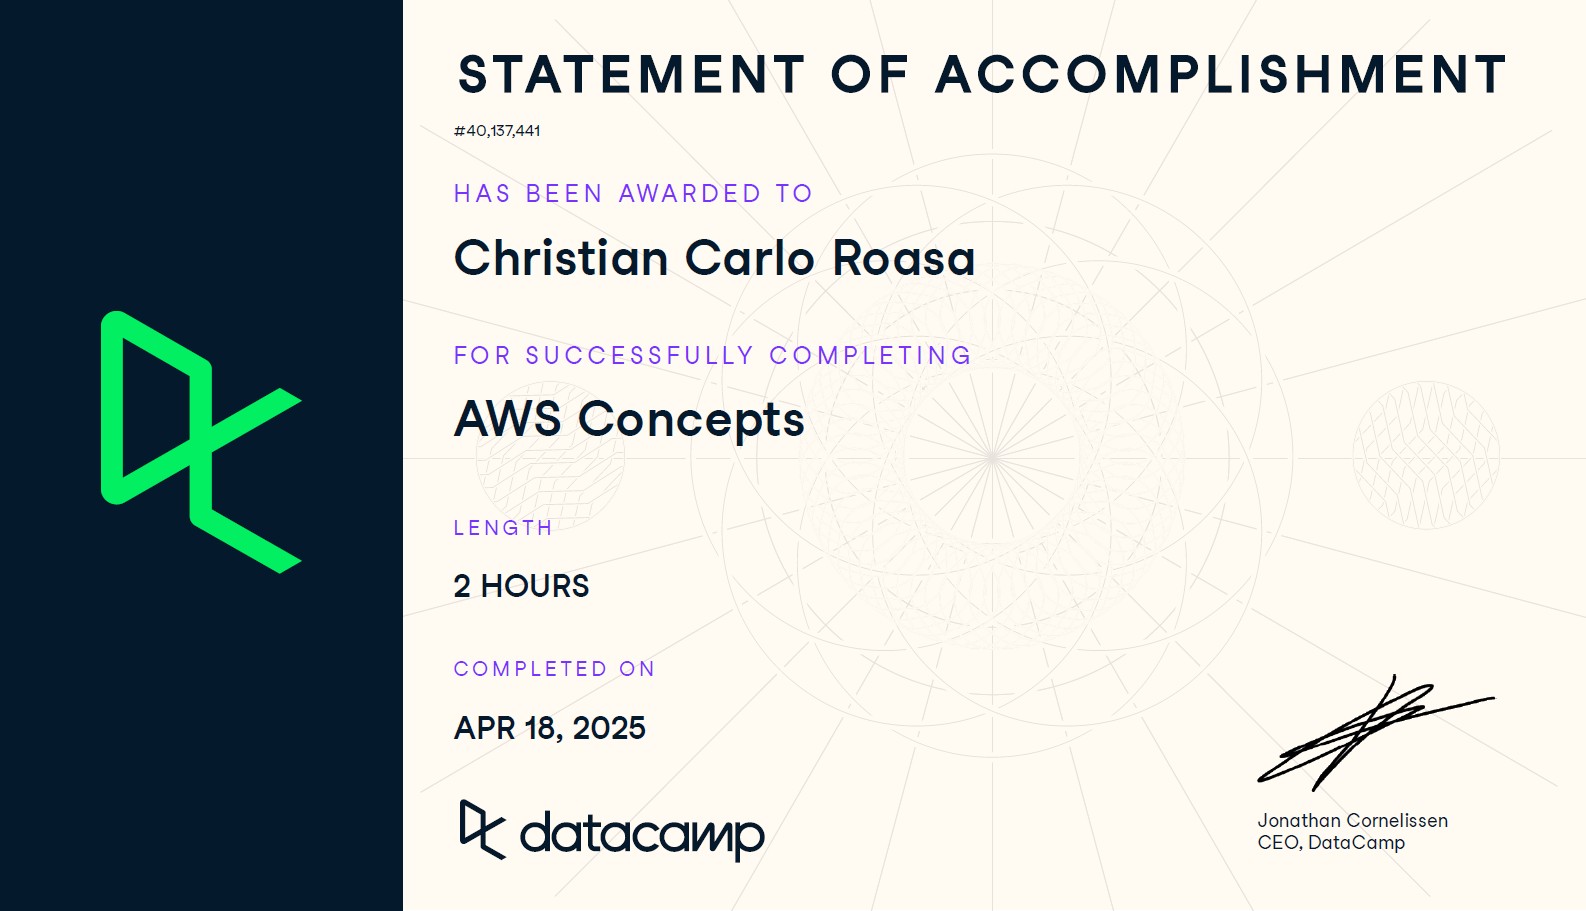 STATEMENT OF ACCOMPLISHMENT
#40,137,441
HAS BEEN AWARDED TO
Christian Carlo Roasa
FOR SUCCESSFULLY COMPLETING
AWS Concepts
LENGTH
2 HOURS
COMPLETED ON
APR 18, 2025
datacamp
Jonathan Cornelissen
CEO, DataCamp